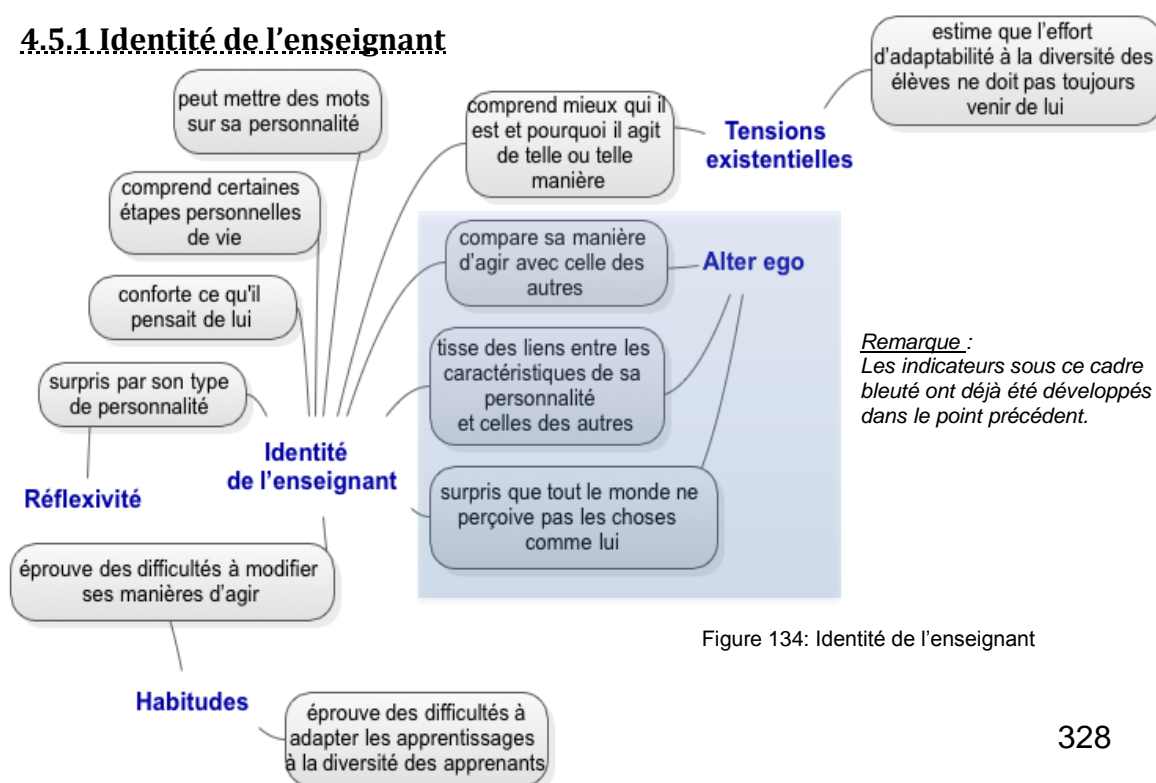 4.5.1 Identité de l'enseignant
estime que l'effort
d'adaptabilité à la diversité des
élèves ne doit pas toujours
venir de lui
peut mettre des mots
sur sa personnalité
comprend mieux qui il
est et pourquoi il agit
de telle ou telle
manière
Tensions
existentielles
comprend certaines
étapes personnelles
de vie
compare sa manière
d'agir avec celle des
autres
Alter ego
conforte ce qu'il
pensait de lui
tisse des liens entre les
caractéristiques de sa
personnalité
et celles des autres
Remarque :
Les indicateurs sous ce cadre
bleuté ont déjà été développés
dans le point précédent.
surpris par son type
de personnalité
Identité
de l'enseignant
Réflexivité
surpris que tout le monde ne
perçoive pas les choses
comme lui
éprouve des difficultés à modifier
ses manières d'agir
Figure 134: Identité de l'enseignant
Habitudes
éprouve des difficultés à
adapter les apprentissages
à la diversité des apprenants
328